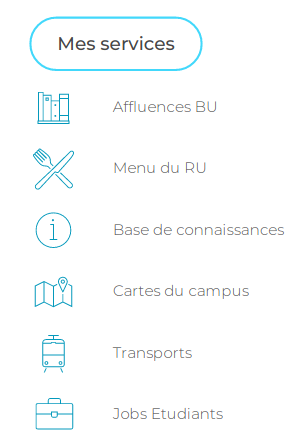 Mes services
Affluences BU
Menu du RU
Base de connaissances
Cartes du campus
Transports
Jobs Etudiants